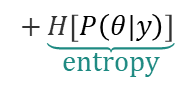 + H[P(θ|y)]
entropy